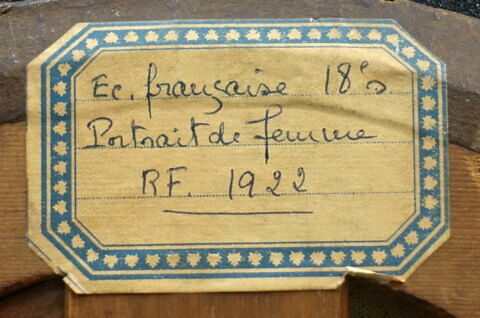 Ec. française 18e s
Portrait de femme
RF. 1922